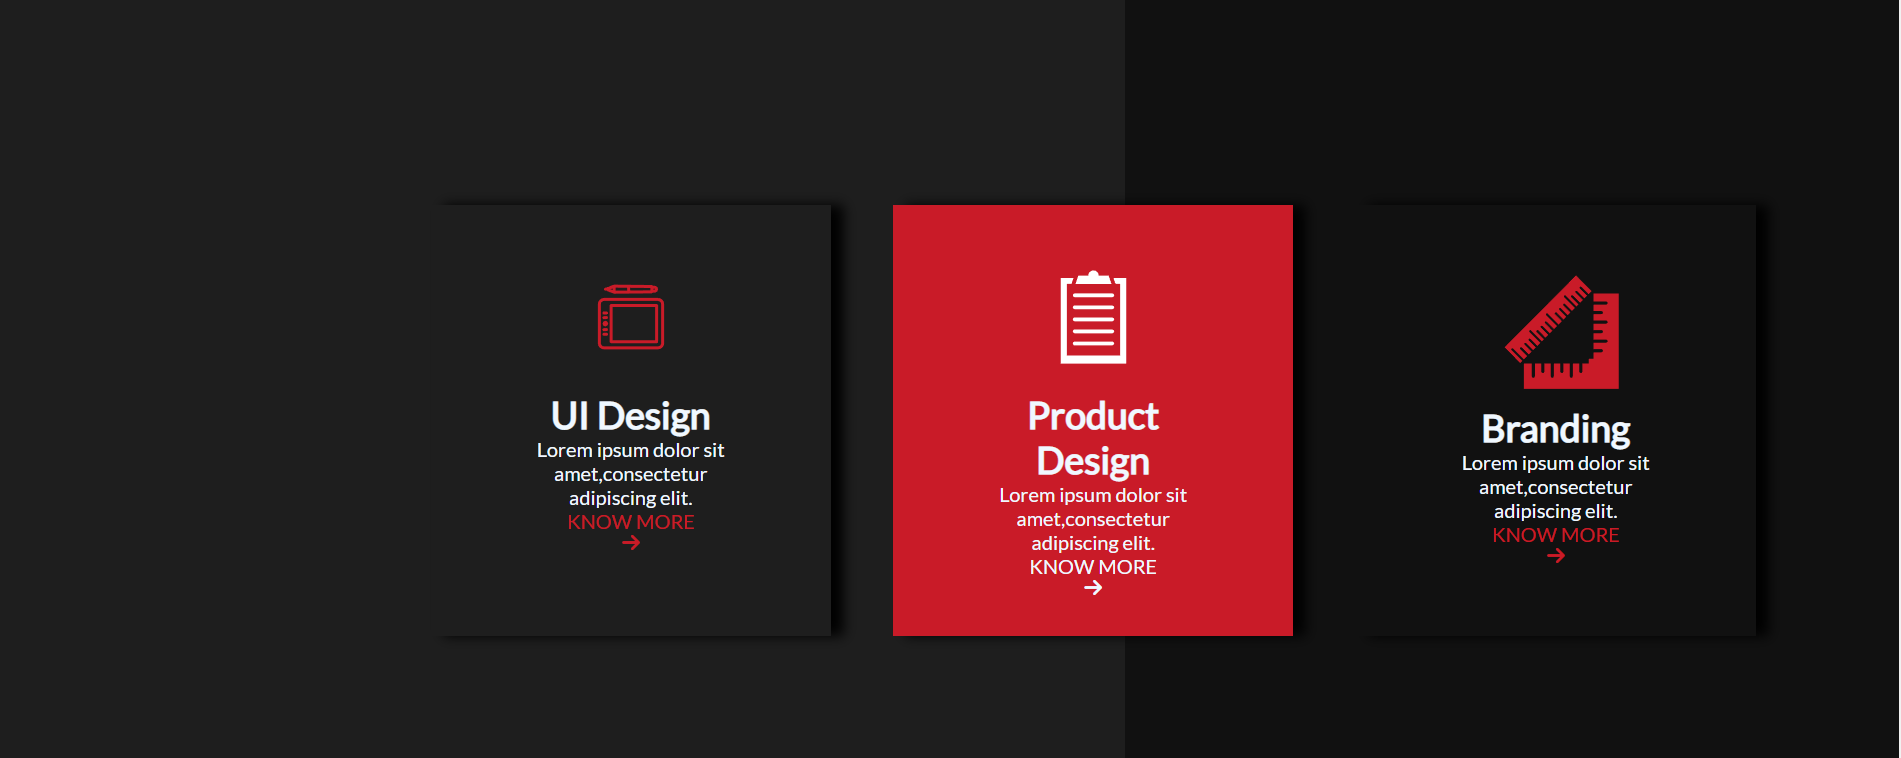 UI Design
Lorem ipsum dolor sit
amet,consectetur
adipiscing elit.
KNOW MORE
Product
Design
Lorem ipsum dolor sit
amet,consectetur
adipiscing elit.
KNOW MORE
Branding
Lorem ipsum dolor sit
amet,consectetur
adipiscing elit.
KNOW MORE